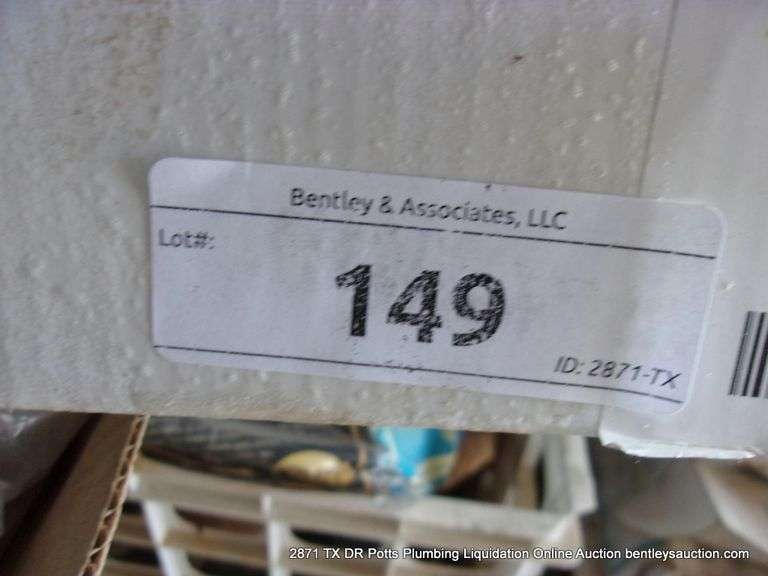 Bentley & Associates, LLC
Lot#:
149
ID: 2871-TX
2871 TX DR Potts Plumbing Liquidation Online Auction bentleysauction.com